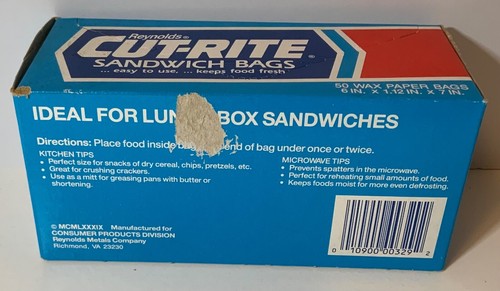 Reynolds®
CUT-RITE®
SANDWICH BAGS
... easy to use, ... keeps food fresh
50 WAX PAPER BAGS
6 IN. X 1.12 IN. X 7 IN.
IDEAL FOR LUN BOX SANDWICHES
Directions: Place food inside end of bag under once or twice.
KITCHEN TIPS
• Perfect size for snacks of dry cereal, chips, pretzels, etc.
• Great for crushing crackers.
• Use as a mitt for greasing pans with butter or
shortening.
MICROWAVE TIPS
• Prevents spatters in the microwave.
• Perfect for reheating small amounts of food.
• Keeps foods moist for more even defrosting.
© MCMLXXXIX Manufactured for
CONSUMER PRODUCTS DIVISION
Reynolds Metals Company
Richmond, VA 23230
0 10900 00329 2